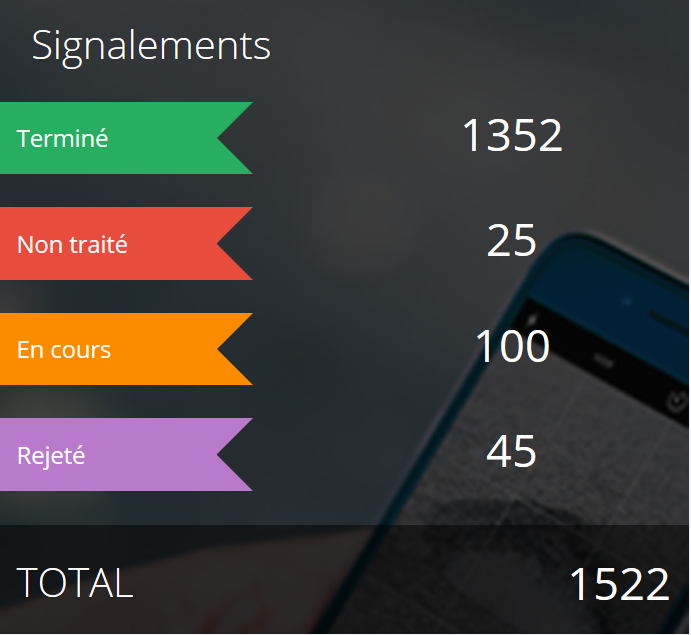 Signalements
Terminé 1352
Non traité 25
En cours 100
Rejeté 45
TOTAL 1522